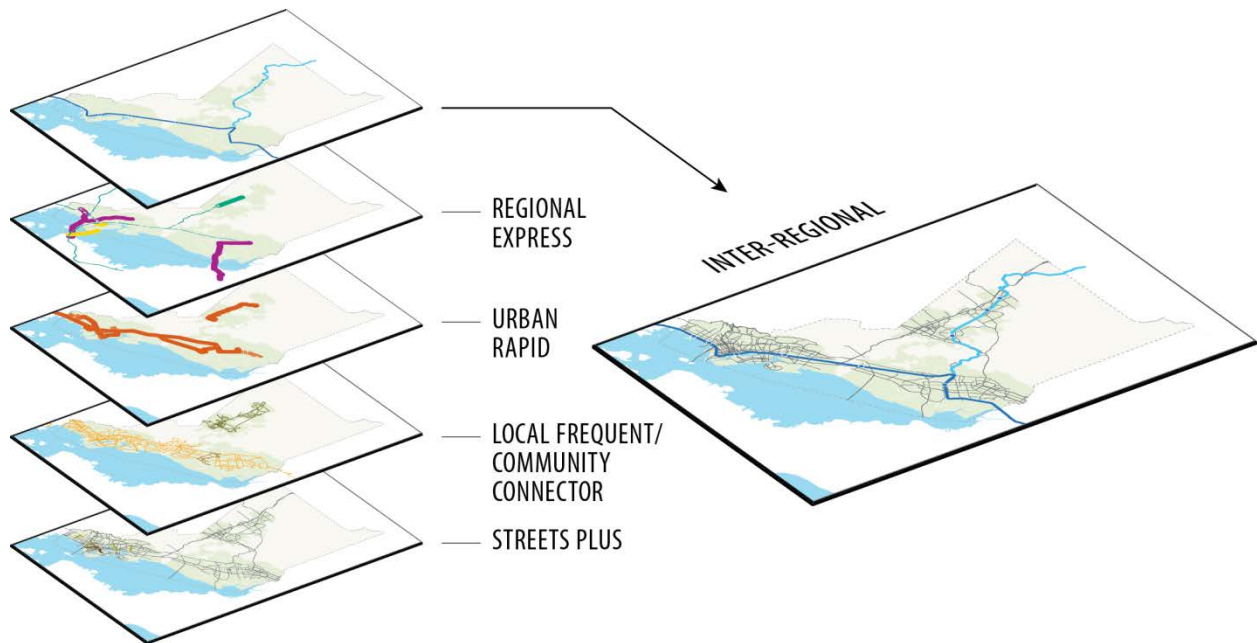 REGIONAL
EXPRESS
INTER-REGIONAL
URBAN
RAPID
LOCAL FREQUENT/
COMMUNITY
CONNECTOR
STREETS PLUS